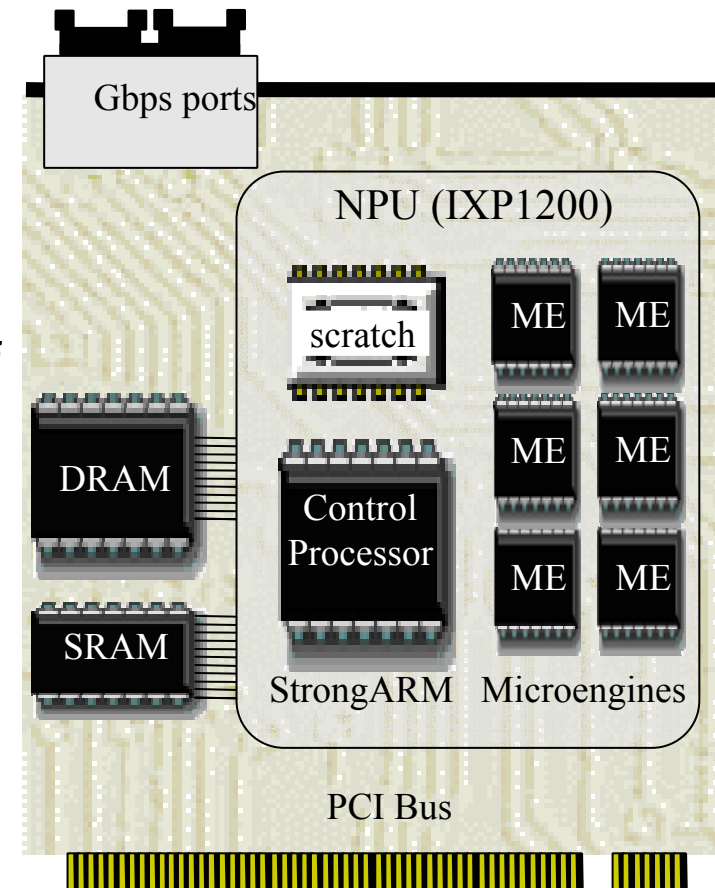 Gbps ports
NPU (IXP1200)
scratch
ME
ME
ME
ME
ME
ME
DRAM
Control
Processor
SRAM
StrongARM
Microengines
PCI Bus